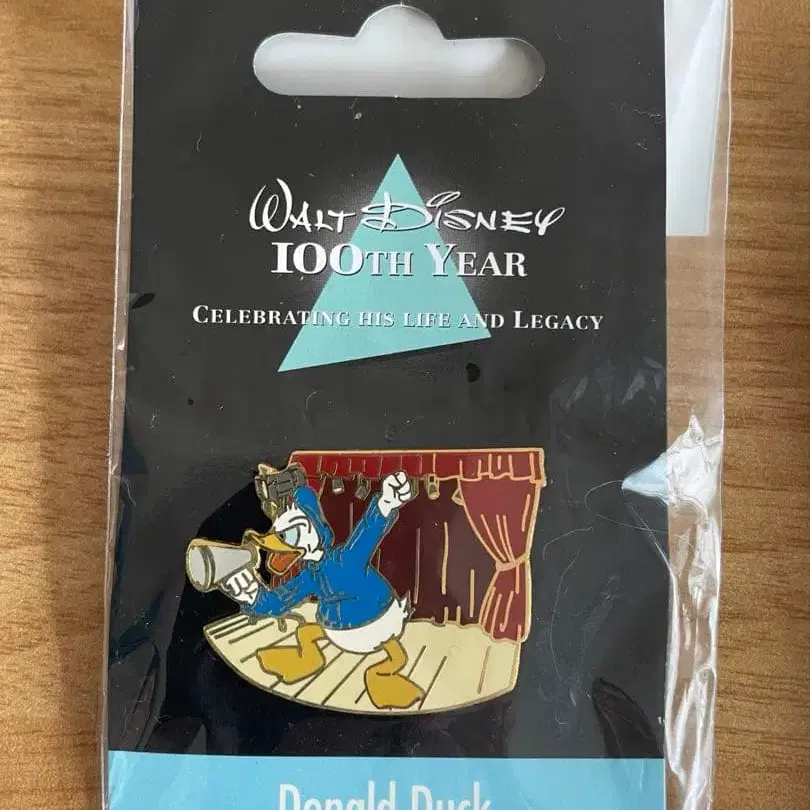 WALT DISNEY
100TH YEAR
CELEBRATING HIS LIFE AND LEGACY
Donald Duck